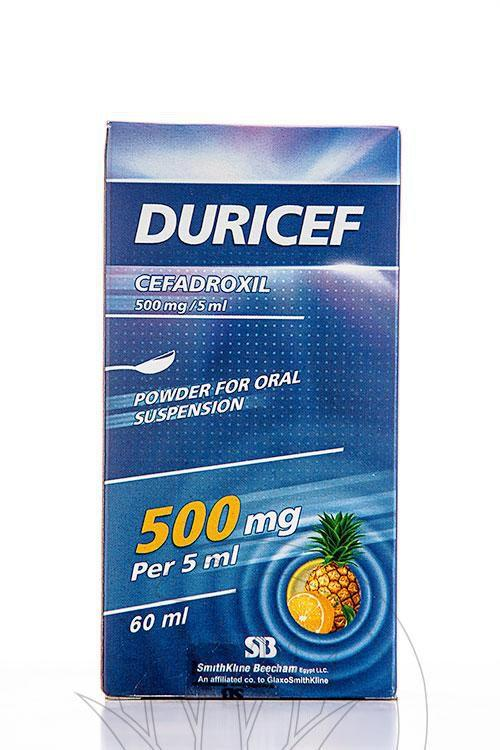 DURICEF
CEFADROXIL
500 mg/5 ml
POWDER FOR ORAL
SUSPENSION
500 mg
Per 5 ml
60 ml
SB
SmithKline Beecham Egypt LLC.
An affiliated co. to GlaxoSmithKline